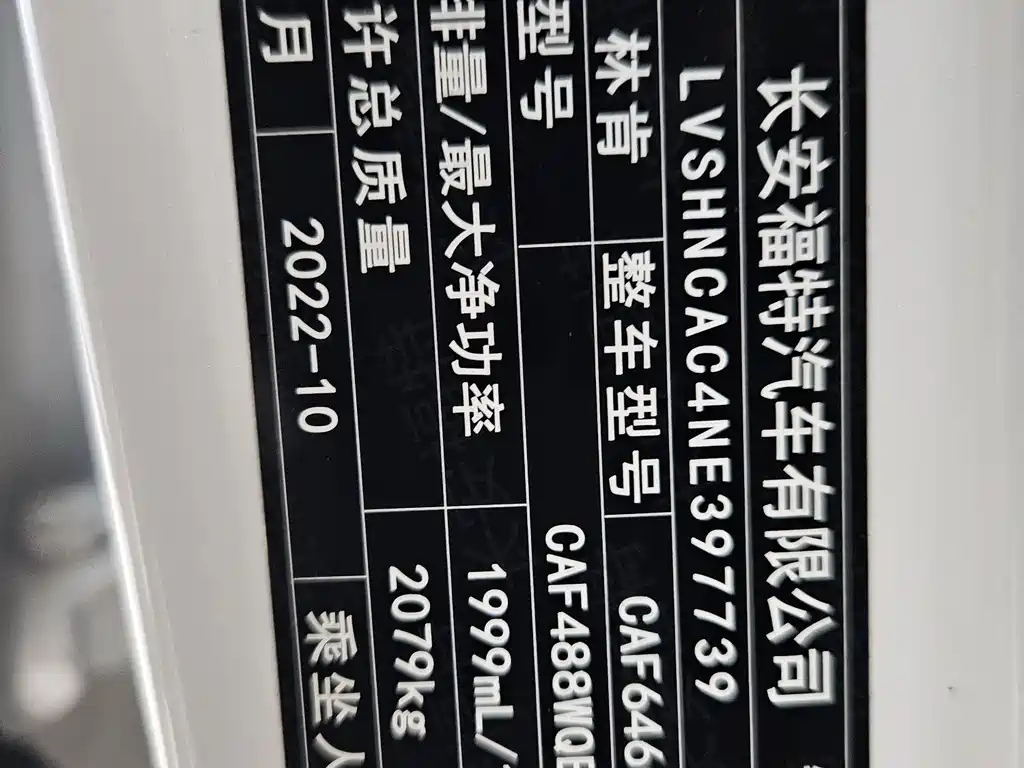 长安福特汽车有限公司
LVSHNCAC4NE397739
林肯 整车型号 CAF646
型号 CAF488WQE
排量/最大净功率 1999mL/
许总质量 2079kg
月 2022-10 乘坐人